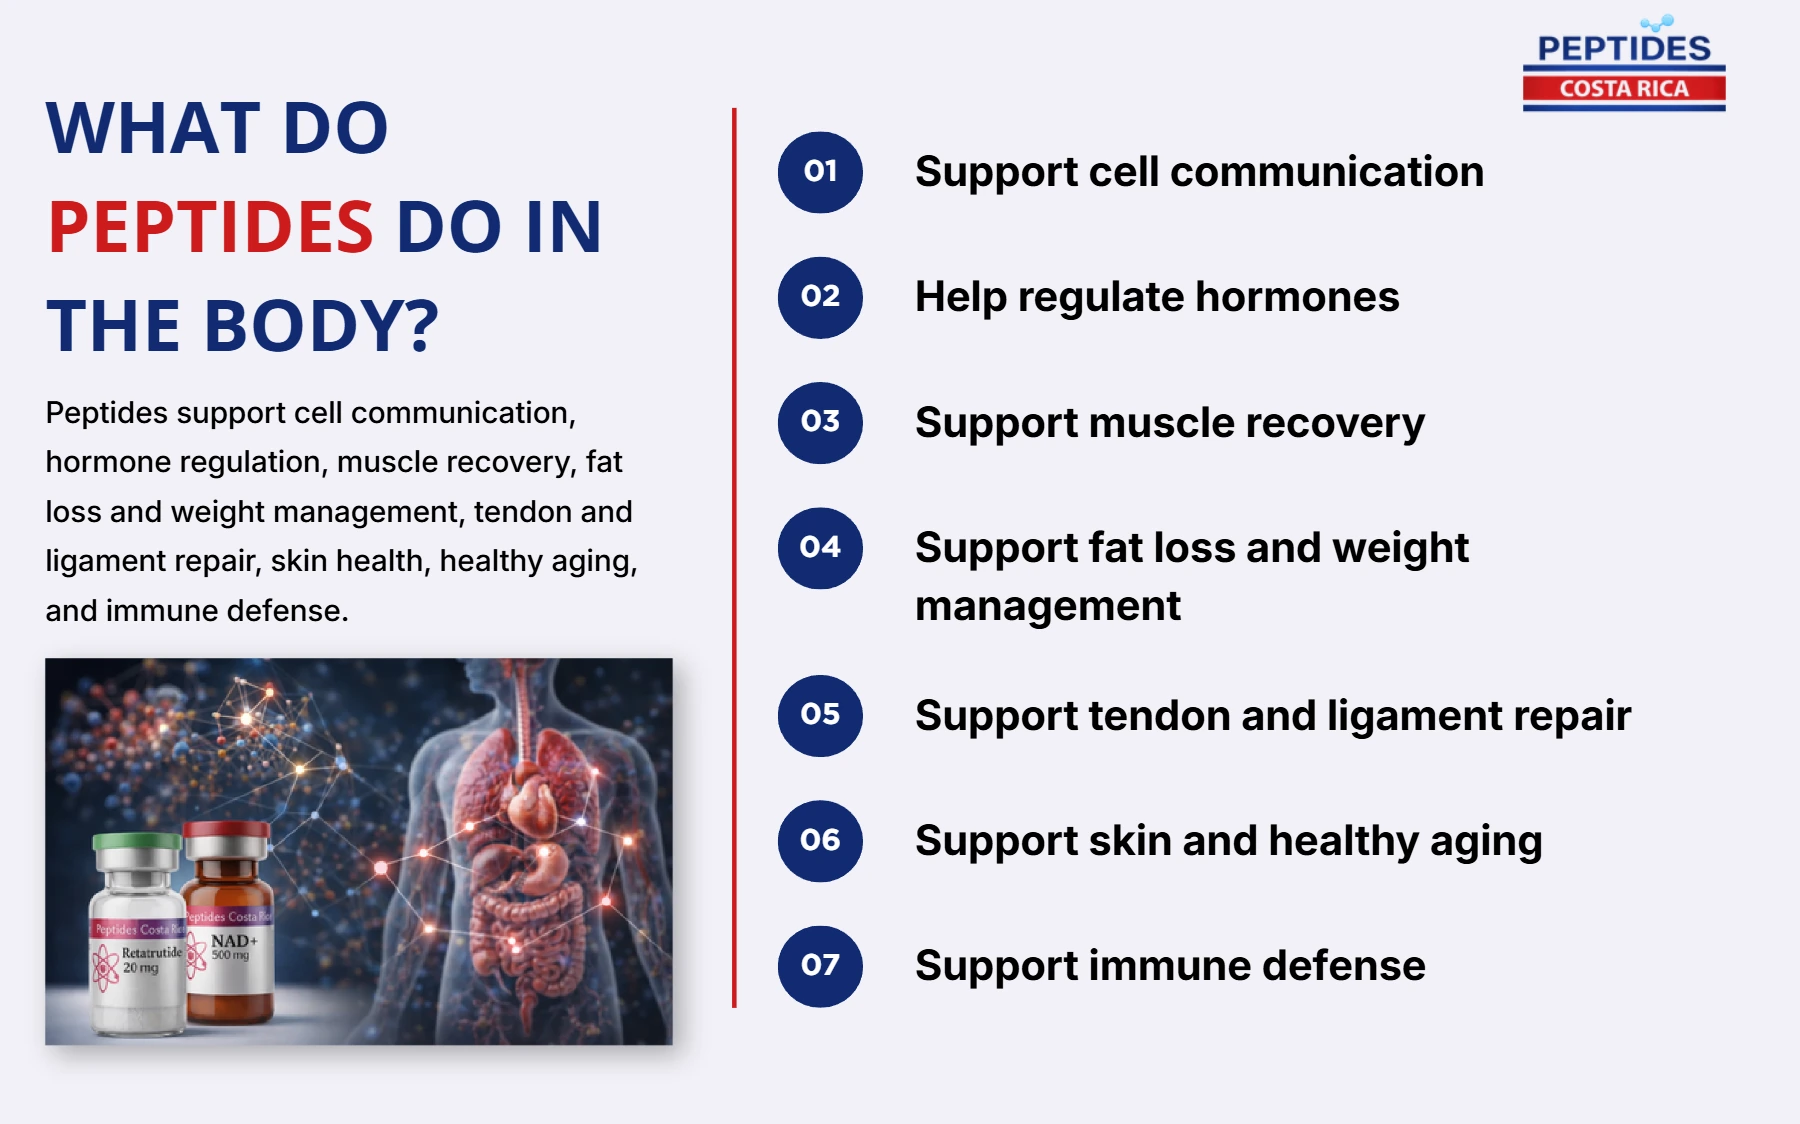 PEPTIDES
COSTA RICA
WHAT DO
PEPTIDES DO IN
THE BODY?
Peptides support cell communication,
hormone regulation, muscle recovery, fat
loss and weight management, tendon and
ligament repair, skin health, healthy aging,
and immune defense.
Peptides Costa Rica
Retatrutide
20 mg
Peptides Costa Rica
NAD+
500 mg
01
Support cell communication
02
Help regulate hormones
03
Support muscle recovery
04
Support fat loss and weight
management
05
Support tendon and ligament repair
06
Support skin and healthy aging
07
Support immune defense